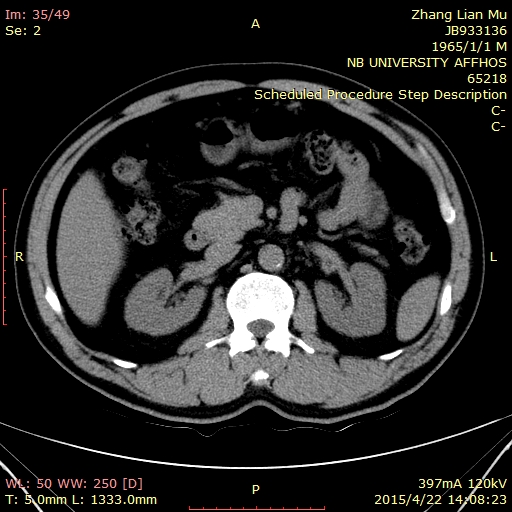 Im: 35/49
Se: 2
A
Zhang Lian Mu
JB933136
1965/1/1 M
NB UNIVERSITY AFFHOS
65218
Scheduled Procedure Step Description
C-
C-
R
L
WL: 50 WW: 250 [D]
T: 5.0mm L: 1333.0mm
P
397mA 120kV
2015/4/22 14:08:23